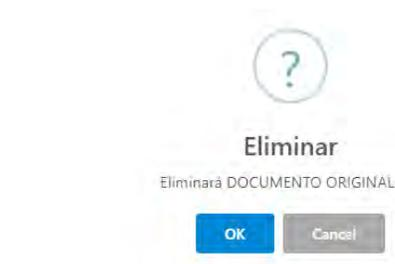 ?
Eliminar
Eliminará DOCUMENTO ORIGINAL
OK
Cancel